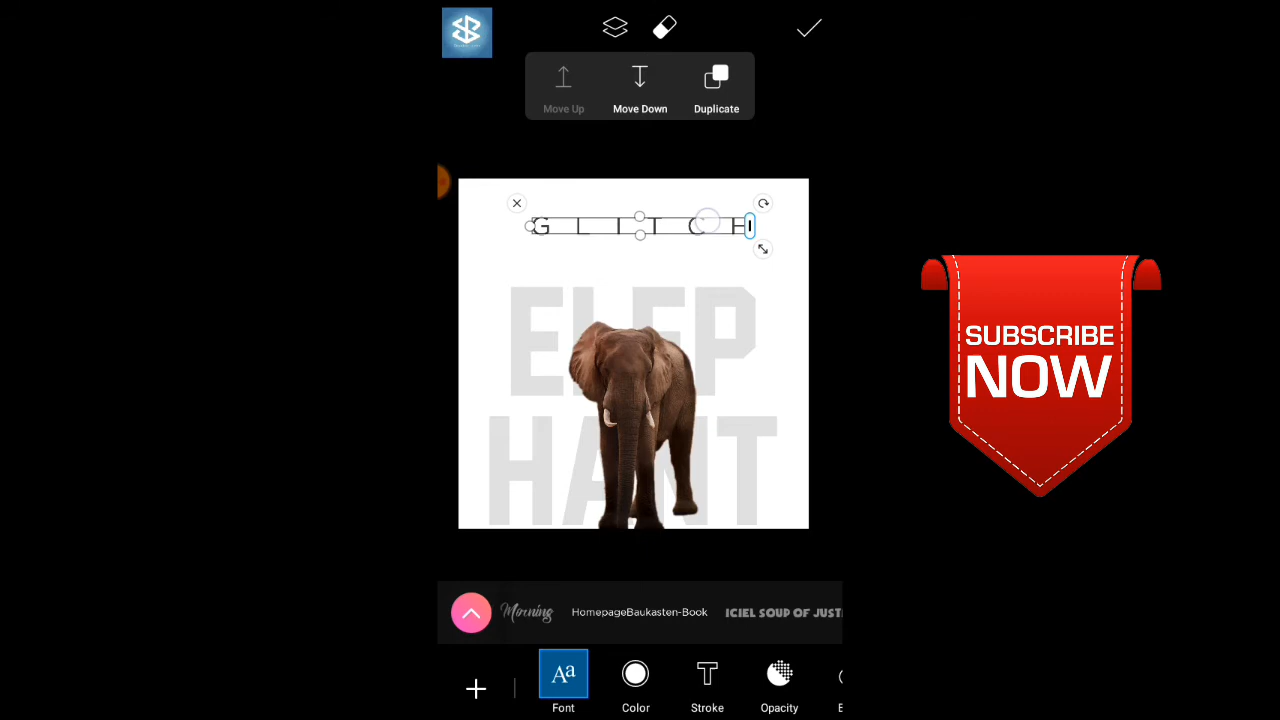 Move Up
Move Down
Duplicate
G L I T C H
ELEP
HANT
SUBSCRIBE
NOW
Morning
HomepageBaukasten-Book
ICIEL SOUP OF JUST
Aa
T
Font
Color
Stroke
Opacity